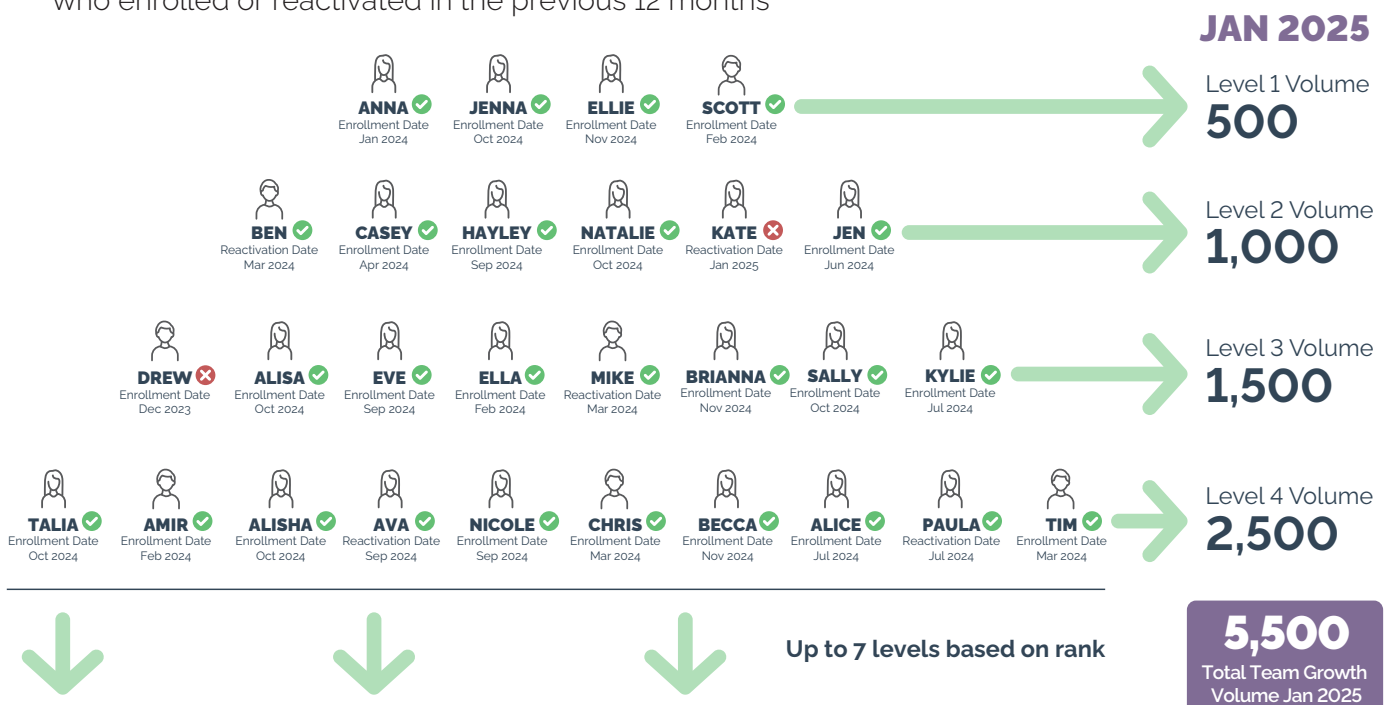 who enrolled or reactivated in the previous 12 months
JAN 2025
ANNA JENNA ELLIE SCOTT
Enrollment Date Enrollment Date Enrollment Date Enrollment Date
Jan 2024 Oct 2024 Nov 2024 Feb 2024
Level 1 Volume
500
BEN CASEY HAYLEY NATALIE KATE JEN
Reactivation Date Enrollment Date Enrollment Date Enrollment Date Reactivation Date Enrollment Date
Mar 2024 Apr 2024 Sep 2024 Oct 2024 Jan 2025 Jun 2024
Level 2 Volume
1,000
DREW ALISA EVE ELLA MIKE BRIANNA SALLY KYLIE
Enrollment Date Enrollment Date Enrollment Date Enrollment Date Reactivation Date Enrollment Date Enrollment Date Enrollment Date
Dec 2023 Oct 2024 Sep 2024 Feb 2024 Mar 2024 Nov 2024 Oct 2024 Jul 2024
Level 3 Volume
1,500
TALIA AMIR ALISHA AVA NICOLE CHRIS BECCA ALICE PAULA TIM
Enrollment Date Enrollment Date Enrollment Date Reactivation Date Enrollment Date Enrollment Date Enrollment Date Enrollment Date Reactivation Date Enrollment Date
Oct 2024 Feb 2024 Oct 2024 Sep 2024 Sep 2024 Mar 2024 Nov 2024 Jul 2024 Jul 2024 Mar 2024
Level 4 Volume
2,500
Up to 7 levels based on rank
5,500
Total Team Growth
Volume Jan 2025